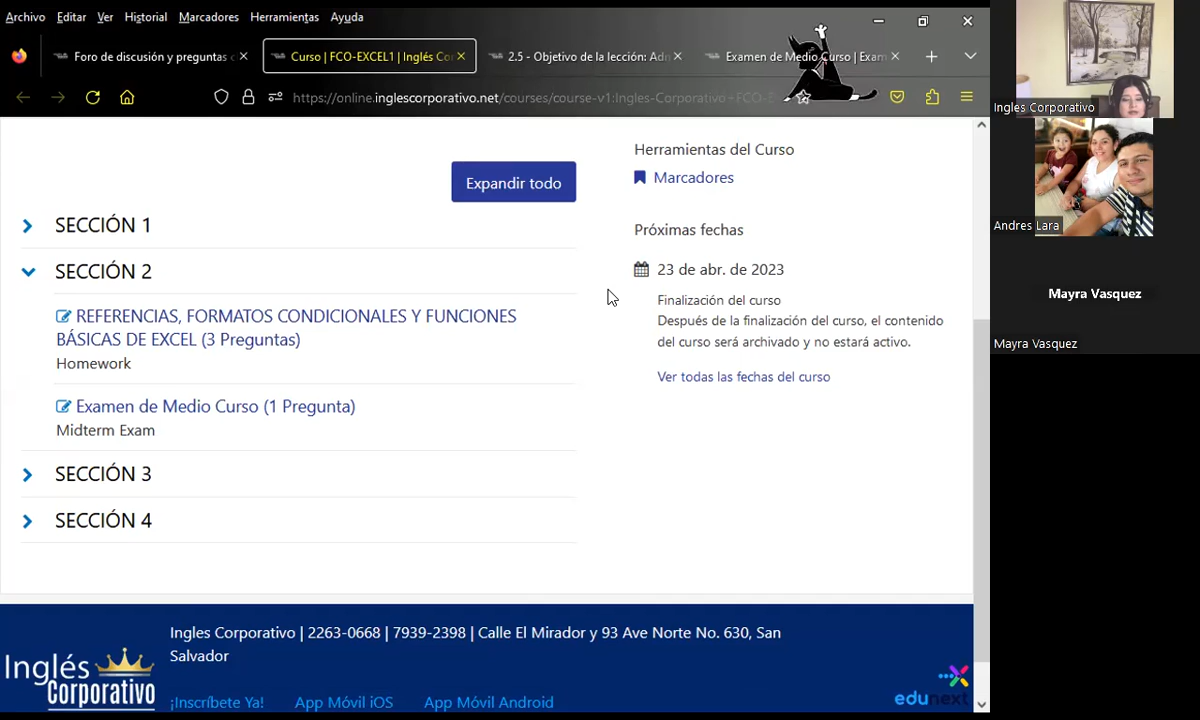 Archivo Editar Ver Historial Marcadores Herramientas Ayuda
Foro de discusión y preguntas
Curso | FCO-EXCEL1 | Inglés Co
2.5 - Objetivo de la lección: Ad
Examen de Medio Curso | Exam
https://online.inglescorporativo.net/courses/course-v1:Ingles-Corporativo+FCO-E
Expandir todo
SECCIÓN 1
SECCIÓN 2
REFERENCIAS, FORMATOS CONDICIONALES Y FUNCIONES
BÁSICAS DE EXCEL (3 Preguntas)
Homework
Examen de Medio Curso (1 Pregunta)
Midterm Exam
SECCIÓN 3
SECCIÓN 4
Herramientas del Curso
Marcadores
Próximas fechas
23 de abr. de 2023
Finalización del curso
Después de la finalización del curso, el contenido
del curso será archivado y no estará activo.
Ver todas las fechas del curso
Inglés
Corporativo
Ingles Corporativo | 2263-0668 | 7939-2398 | Calle El Mirador y 93 Ave Norte No. 630, San
Salvador
¡Inscríbete Ya! App Móvil iOS App Móvil Android
edunext
Ingles Corporativo
Andres Lara
Mayra Vasquez
Mayra Vasquez